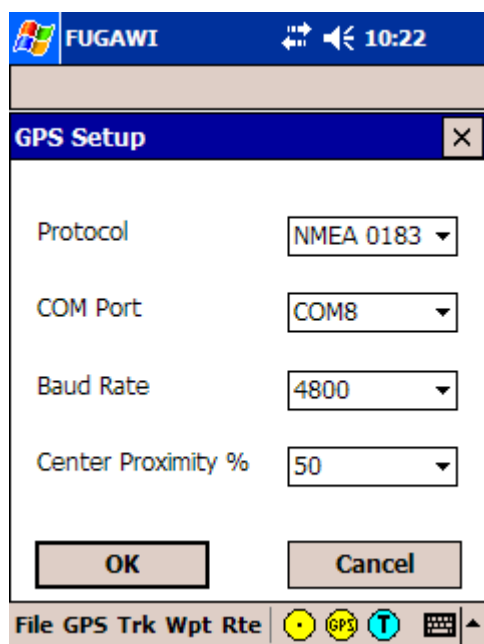 FUGAWI 10:22
GPS Setup
Protocol NMEA 0183
COM Port COM8
Baud Rate 4800
Center Proximity % 50
OK Cancel
File GPS Trk Wpt Rte GPS T